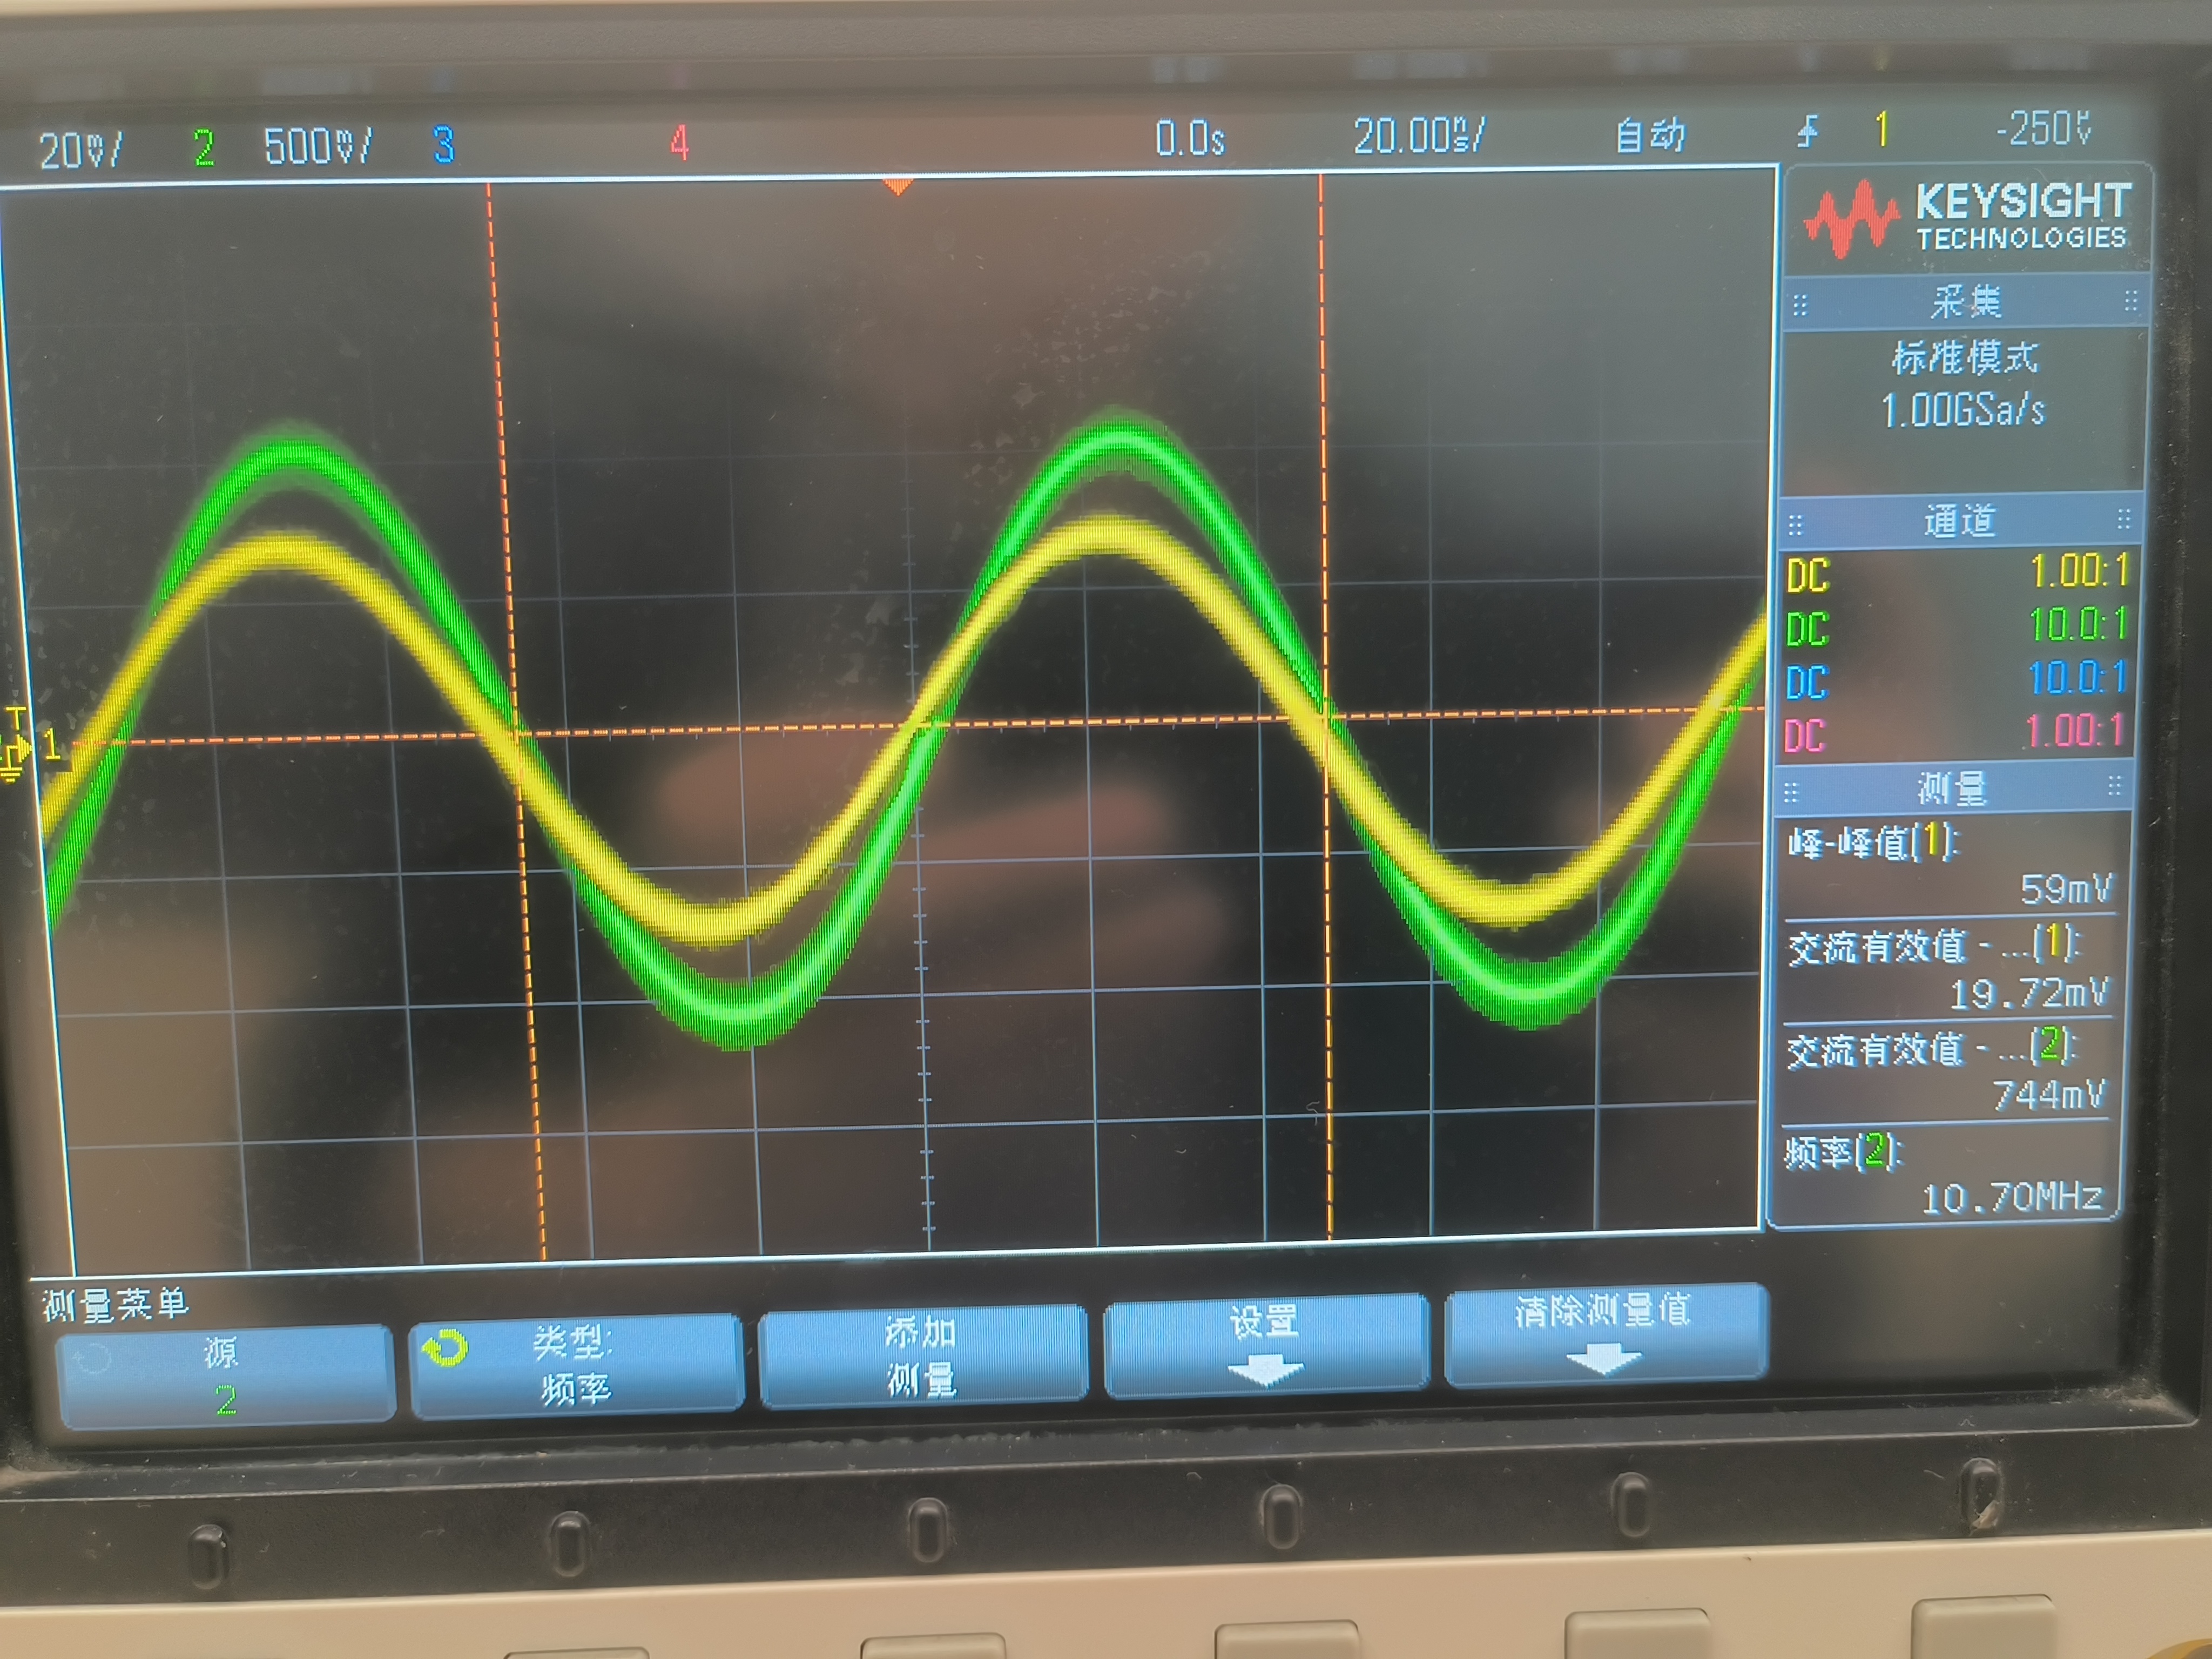 20mV/ 2 500mV/ 3 4 0.0s 20.00ns/ 自动 1 -250µV
KEYSIGHT
TECHNOLOGIES
采集
标准模式
1.00GSa/s
通道
DC 1.00:1
DC 10.0:1
DC 10.0:1
DC 1.00:1
T
1
测量
峰-峰值(1):
59mV
交流有效值 - ...(1):
19.72mV
交流有效值 - ...(2):
744mV
频率(2):
10.70MHz
测量菜单
源
2
类型:
频率
添加
测量
设置
清除测量值